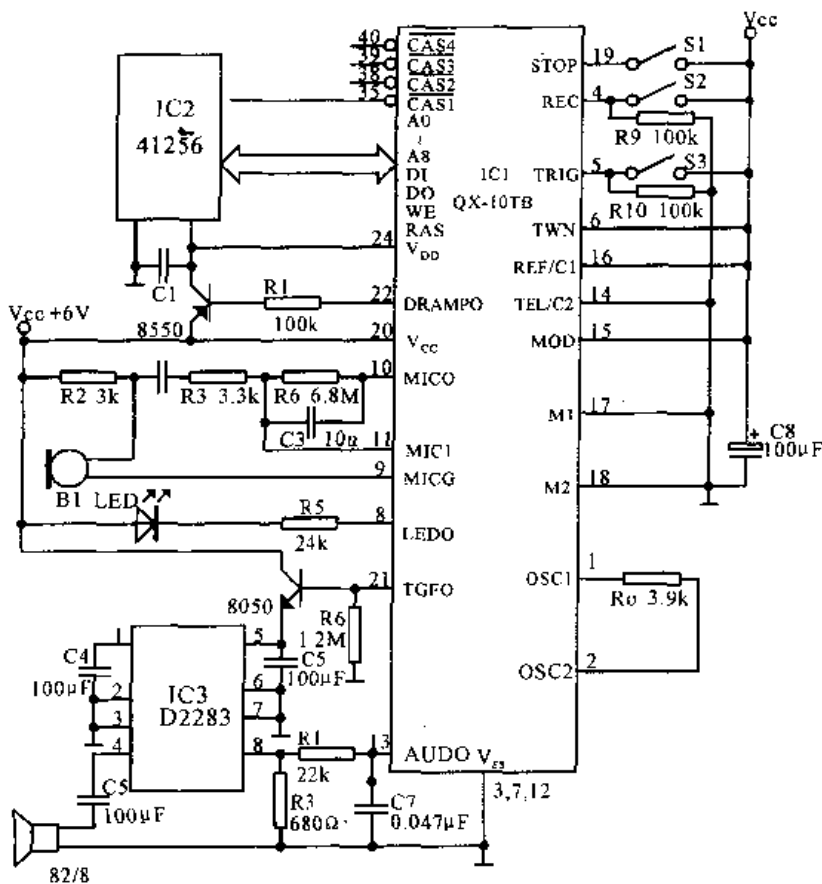 40
CAS4
39
CAS3
38
CAS2
35
CAS1
A0
A8
DI
DO
WE
RAS
24
VDD
22
DRAMPO
20
VCC
10
MICO
11
MIC1
9
MICG
8
LEDO
21
TGFO
3
AUDO
VSS
3,7,12
IC1
QX-10TB
STOP
19
S1
REC
4
S2
R9 100k
TRIG
5
S3
R10 100k
TWN
6
REF/C1
16
TEL/C2
14
MOD
15
M1
17
M2
18
OSC1
1
OSC2
2
Ro 3.9k
Vcc
C8
+
100μF
IC2
41256
C1
R1
100k
8550
Vcc +6V
R2 3k
R3 3.3k
R6 6.8M
C3
10u
B1
LED
R5
24k
8050
R6
1.2M
C5
100μF
IC3
D2283
1
2
3
4
5
6
7
8
C4
100μF
C5
100μF
R1
22k
R3
680Ω
C7
0.047μF
82/8